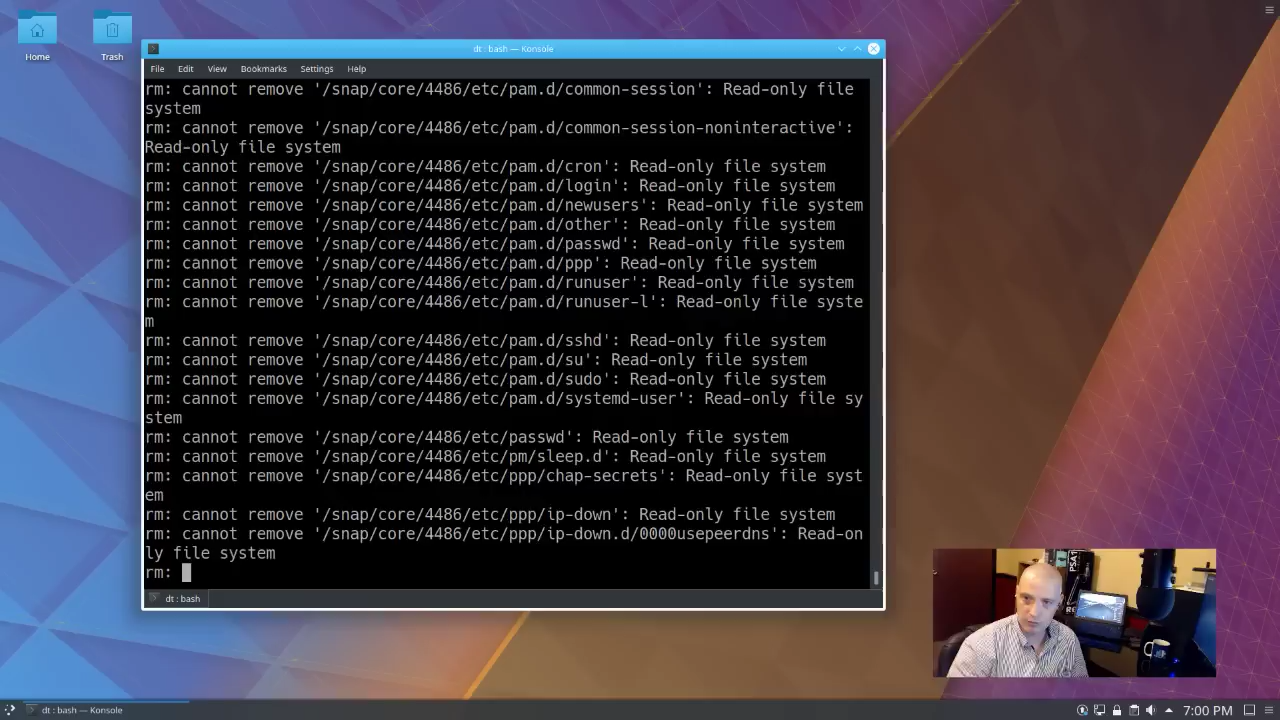 Home
Trash
dt : bash — Konsole
File Edit View Bookmarks Settings Help
rm: cannot remove '/snap/core/4486/etc/pam.d/common-session': Read-only file
system
rm: cannot remove '/snap/core/4486/etc/pam.d/common-session-noninteractive':
Read-only file system
rm: cannot remove '/snap/core/4486/etc/pam.d/cron': Read-only file system
rm: cannot remove '/snap/core/4486/etc/pam.d/login': Read-only file system
rm: cannot remove '/snap/core/4486/etc/pam.d/newusers': Read-only file system
rm: cannot remove '/snap/core/4486/etc/pam.d/other': Read-only file system
rm: cannot remove '/snap/core/4486/etc/pam.d/passwd': Read-only file system
rm: cannot remove '/snap/core/4486/etc/pam.d/ppp': Read-only file system
rm: cannot remove '/snap/core/4486/etc/pam.d/runuser': Read-only file system
rm: cannot remove '/snap/core/4486/etc/pam.d/runuser-l': Read-only file syste
m
rm: cannot remove '/snap/core/4486/etc/pam.d/sshd': Read-only file system
rm: cannot remove '/snap/core/4486/etc/pam.d/su': Read-only file system
rm: cannot remove '/snap/core/4486/etc/pam.d/sudo': Read-only file system
rm: cannot remove '/snap/core/4486/etc/pam.d/systemd-user': Read-only file sy
stem
rm: cannot remove '/snap/core/4486/etc/passwd': Read-only file system
rm: cannot remove '/snap/core/4486/etc/pm/sleep.d': Read-only file system
rm: cannot remove '/snap/core/4486/etc/ppp/chap-secrets': Read-only file syst
em
rm: cannot remove '/snap/core/4486/etc/ppp/ip-down': Read-only file system
rm: cannot remove '/snap/core/4486/etc/ppp/ip-down.d/0000usepeerdns': Read-on
ly file system
rm:
dt : bash
PSA1
dt : bash — Konsole
7:00 PM